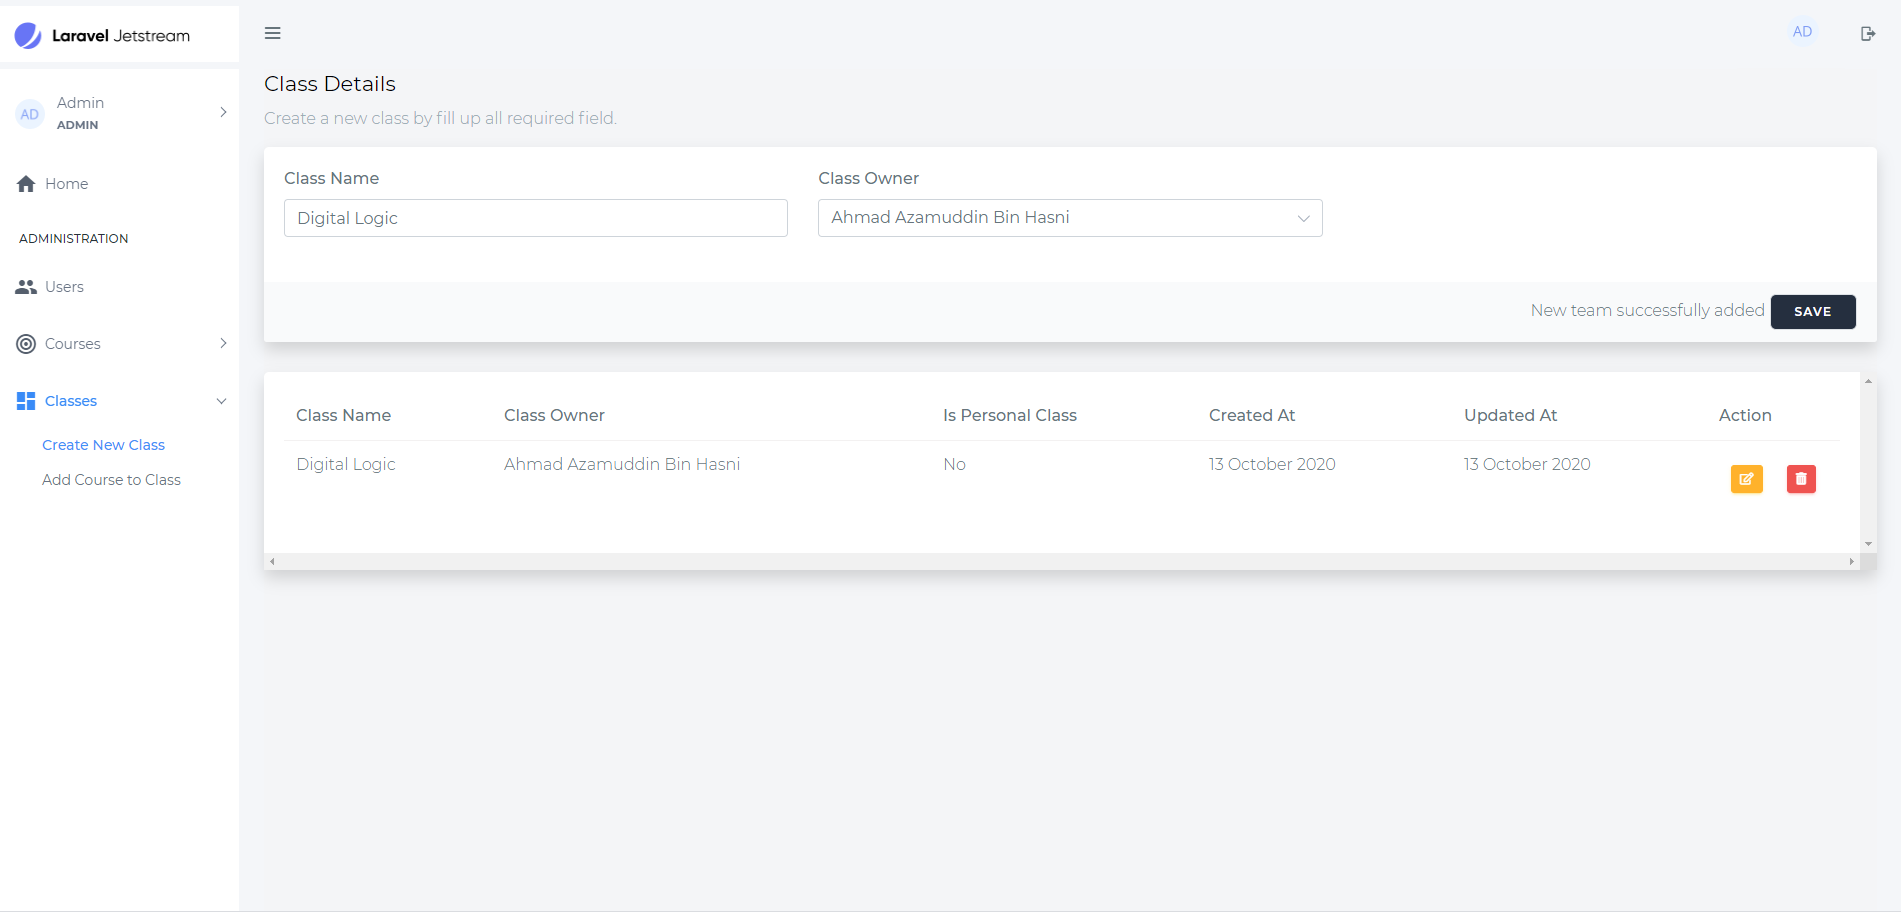 Laravel Jetstream
AD
Admin
ADMIN
Home
ADMINISTRATION
Users
Courses
Classes
Create New Class
Add Course to Class
AD
Class Details
Create a new class by fill up all required field.
Class Name Class Owner
Digital Logic Ahmad Azamuddin Bin Hasni
New team successfully added SAVE
Class Name Class Owner Is Personal Class Created At Updated At Action
Digital Logic Ahmad Azamuddin Bin Hasni No 13 October 2020 13 October 2020